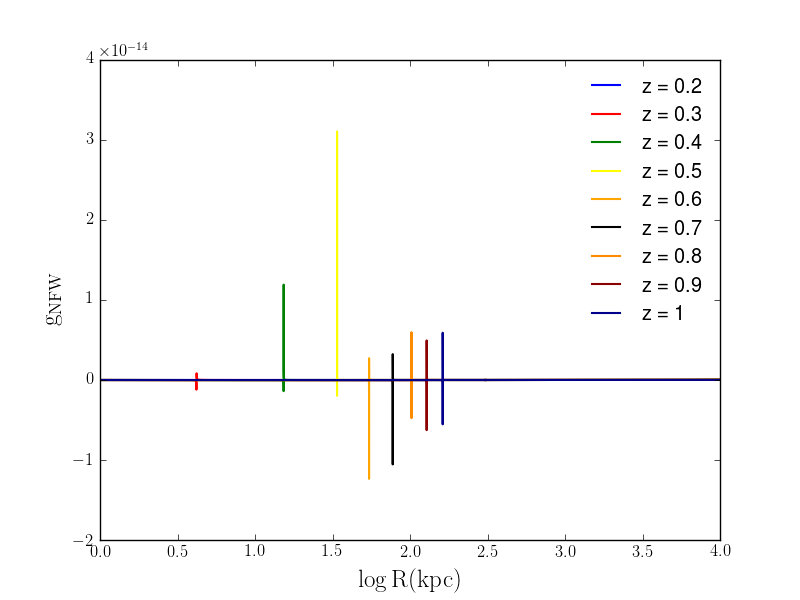 4 ×10⁻¹⁴
3
2
1
0
−1
−2
g_NFW
0.0 0.5 1.0 1.5 2.0 2.5 3.0 3.5 4.0
log R(kpc)
z = 0.2
z = 0.3
z = 0.4
z = 0.5
z = 0.6
z = 0.7
z = 0.8
z = 0.9
z = 1